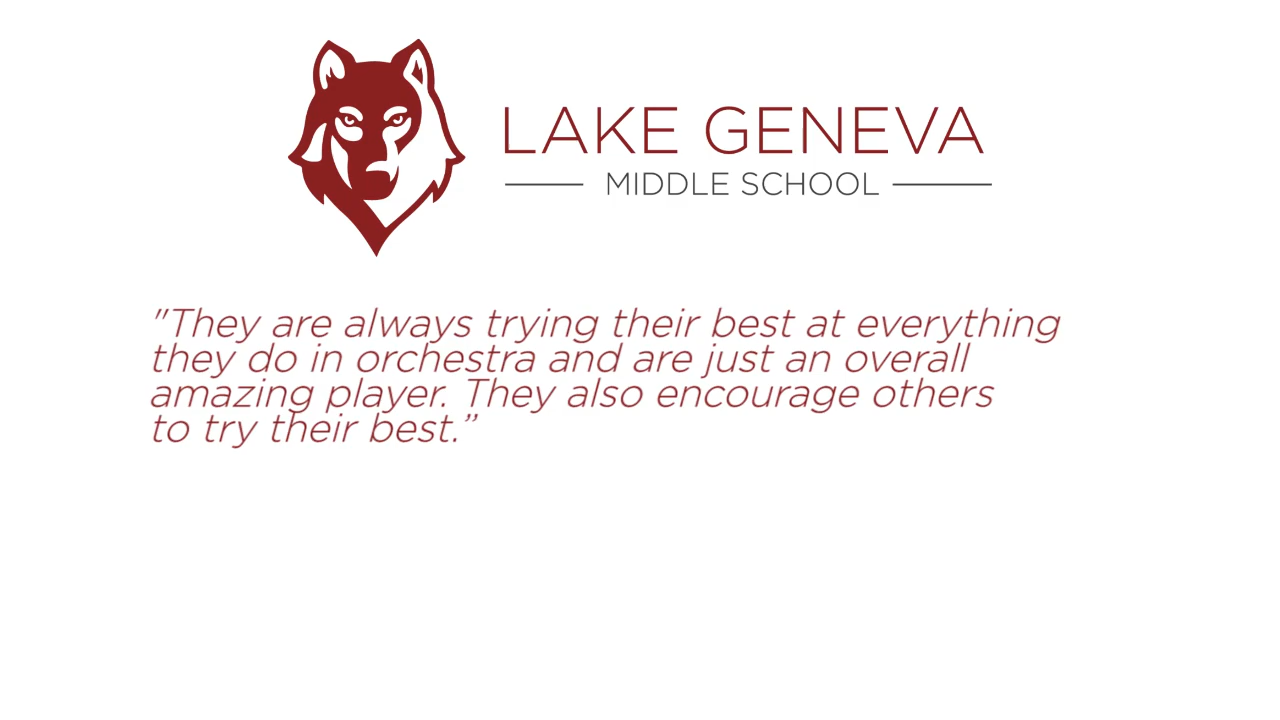 LAKE GENEVA
MIDDLE SCHOOL
"They are always trying their best at everything
they do in orchestra and are just an overall
amazing player. They also encourage others
to try their best.”